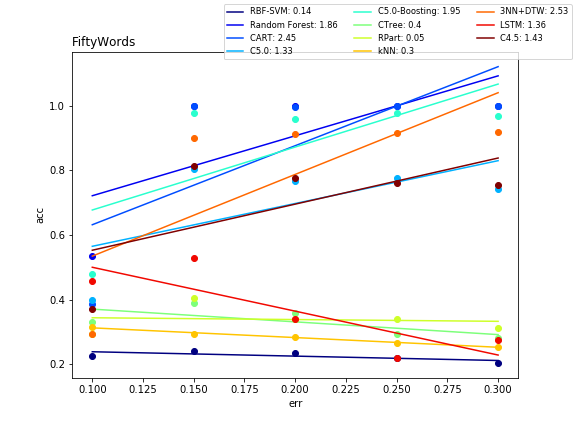 RBF-SVM: 0.14 C5.0-Boosting: 1.95 3NN+DTW: 2.53
Random Forest: 1.86 CTree: 0.4 LSTM: 1.36
CART: 2.45 RPart: 0.05 C4.5: 1.43
C5.0: 1.33 kNN: 0.3
FiftyWords
1.0
0.8
acc
0.6
0.4
0.2
0.100 0.125 0.150 0.175 0.200 0.225 0.250 0.275 0.300
err